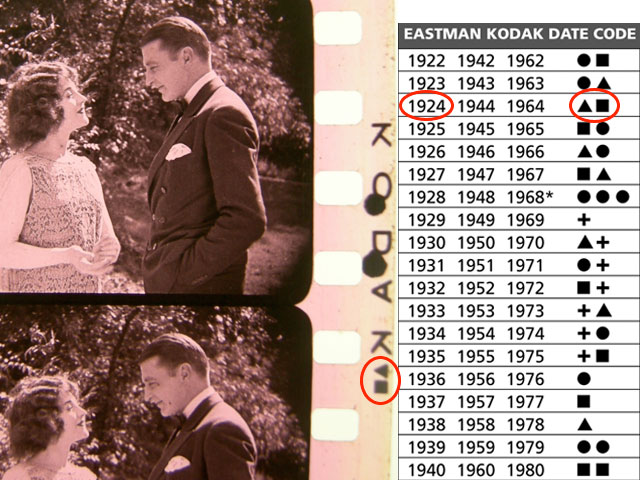 KODAK ▲ ■
EASTMAN KODAK DATE CODE
1922 1942 1962 ● ■
1923 1943 1963 ● ▲
1924 1944 1964 ▲ ■
1925 1945 1965 ■ ●
1926 1946 1966 ▲ ●
1927 1947 1967 ■ ▲
1928 1948 1968* ● ● ●
1929 1949 1969 +
1930 1950 1970 ▲ +
1931 1951 1971 ● +
1932 1952 1972 ■ +
1933 1953 1973 + ▲
1934 1954 1974 + ●
1935 1955 1975 + ■
1936 1956 1976 ●
1937 1957 1977 ■
1938 1958 1978 ▲
1939 1959 1979 ● ●
1940 1960 1980 ■ ■